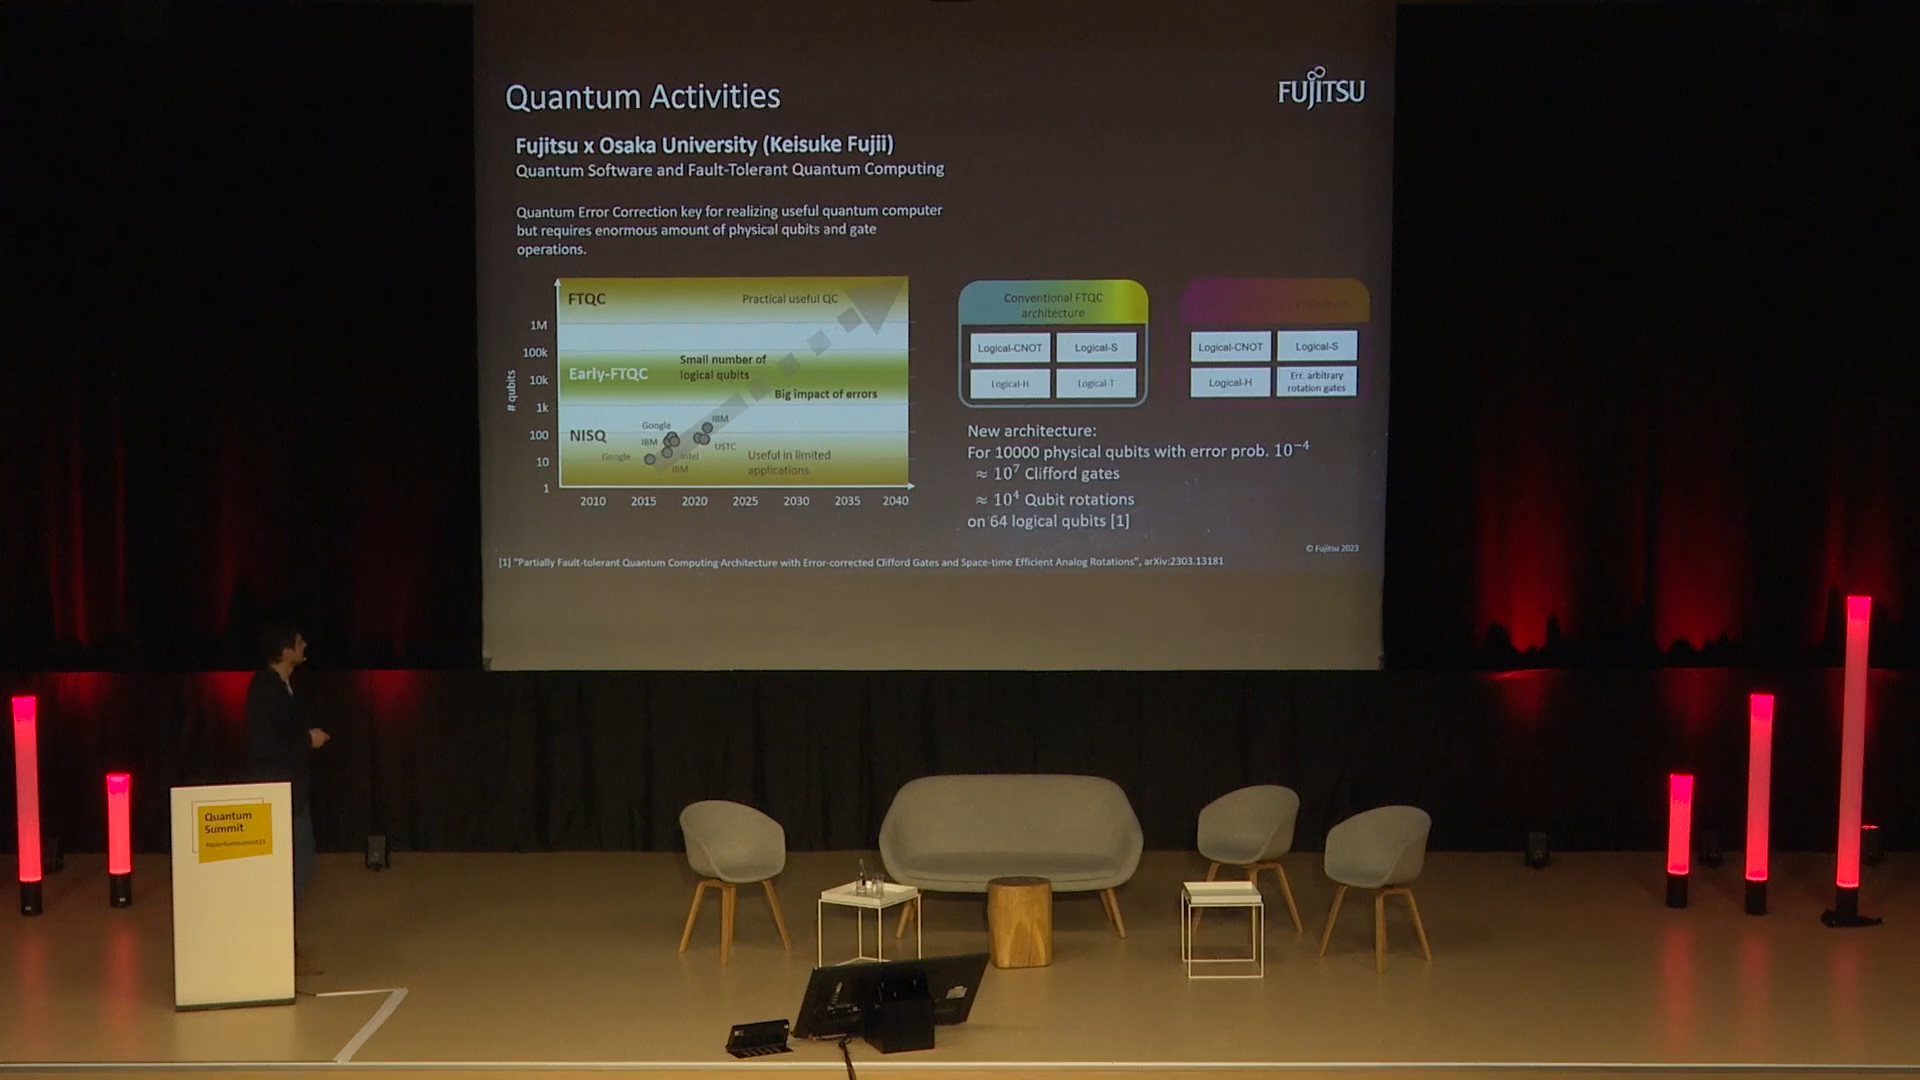 Quantum Activities
FUJITSU
Fujitsu x Osaka University (Keisuke Fujii)
Quantum Software and Fault-Tolerant Quantum Computing
Quantum Error Correction key for realizing useful quantum computer
but requires enormous amount of physical qubits and gate
operations.
# qubits
1M
100k
10k
1k
100
10
1
FTQC
Practical useful QC
Early-FTQC
Small number of
logical qubits
Big impact of errors
NISQ
Google
IBM
IBM
Google
Intel
IBM
USTC
Useful in limited
applications
2010 2015 2020 2025 2030 2035 2040
Conventional FTQC
architecture
Logical-CNOT
Logical-S
Logical-H
Logical-T
Logical-CNOT
Logical-S
Logical-H
Err. arbitrary
rotation gates
New architecture:
For 10000 physical qubits with error prob. 10⁻⁴
≈ 10⁷ Clifford gates
≈ 10⁴ Qubit rotations
on 64 logical qubits [1]
© Fujitsu 2023
[1] "Partially Fault-tolerant Quantum Computing Architecture with Error-corrected Clifford Gates and Space-time Efficient Analog Rotations", arXiv:2303.13181
Quantum
Summit
#quantumsummit23